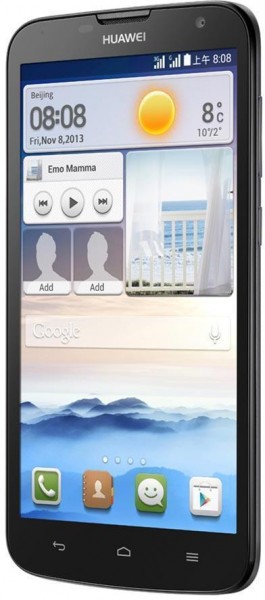 HUAWEI
3G G 上午 8:08
Beijing
08:08
Fri,Nov 8,2013
8°C
10°/2°
Emo Mamma
Add
Add
Google